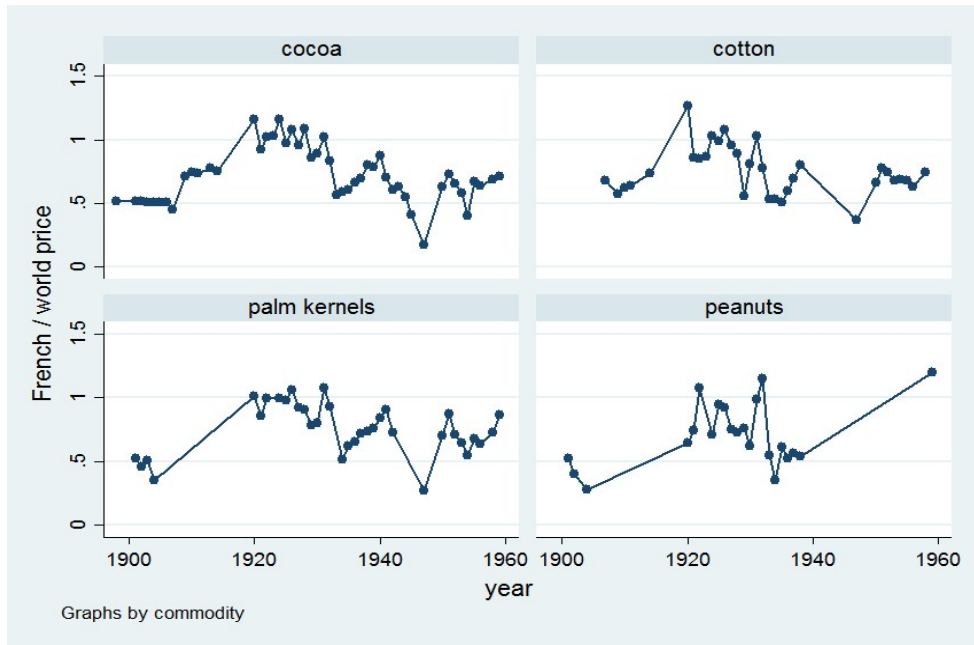 cocoa
cotton
French / world price
1.5
1
.5
0
palm kernels
peanuts
1.5
1
.5
0
1900
1920
1940
1960
1900
1920
1940
1960
year
Graphs by commodity